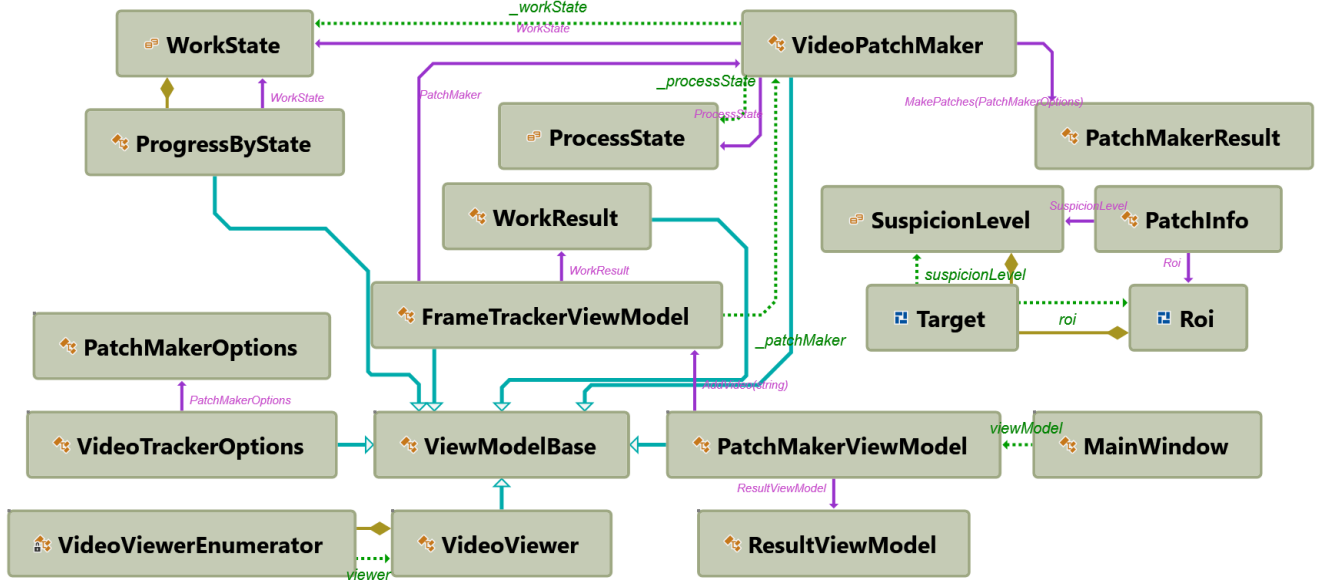 _workState
WorkState
WorkState
VideoPatchMaker
_processState
PatchMaker
WorkState
MakePatches(PatchMakerOptions)
ProcessState
ProgressByState
ProcessState
PatchMakerResult
SuspicionLevel
WorkResult
SuspicionLevel
PatchInfo
WorkResult
Roi
suspicionLevel
FrameTrackerViewModel
Target
roi
Roi
_patchMaker
PatchMakerOptions
AddVideo(string)
PatchMakerOptions
viewModel
VideoTrackerOptions
ViewModelBase
PatchMakerViewModel
MainWindow
ResultViewModel
VideoViewerEnumerator
VideoViewer
ResultViewModel
viewer